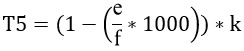 T5 = (1 − (e/f * 1000)) * k